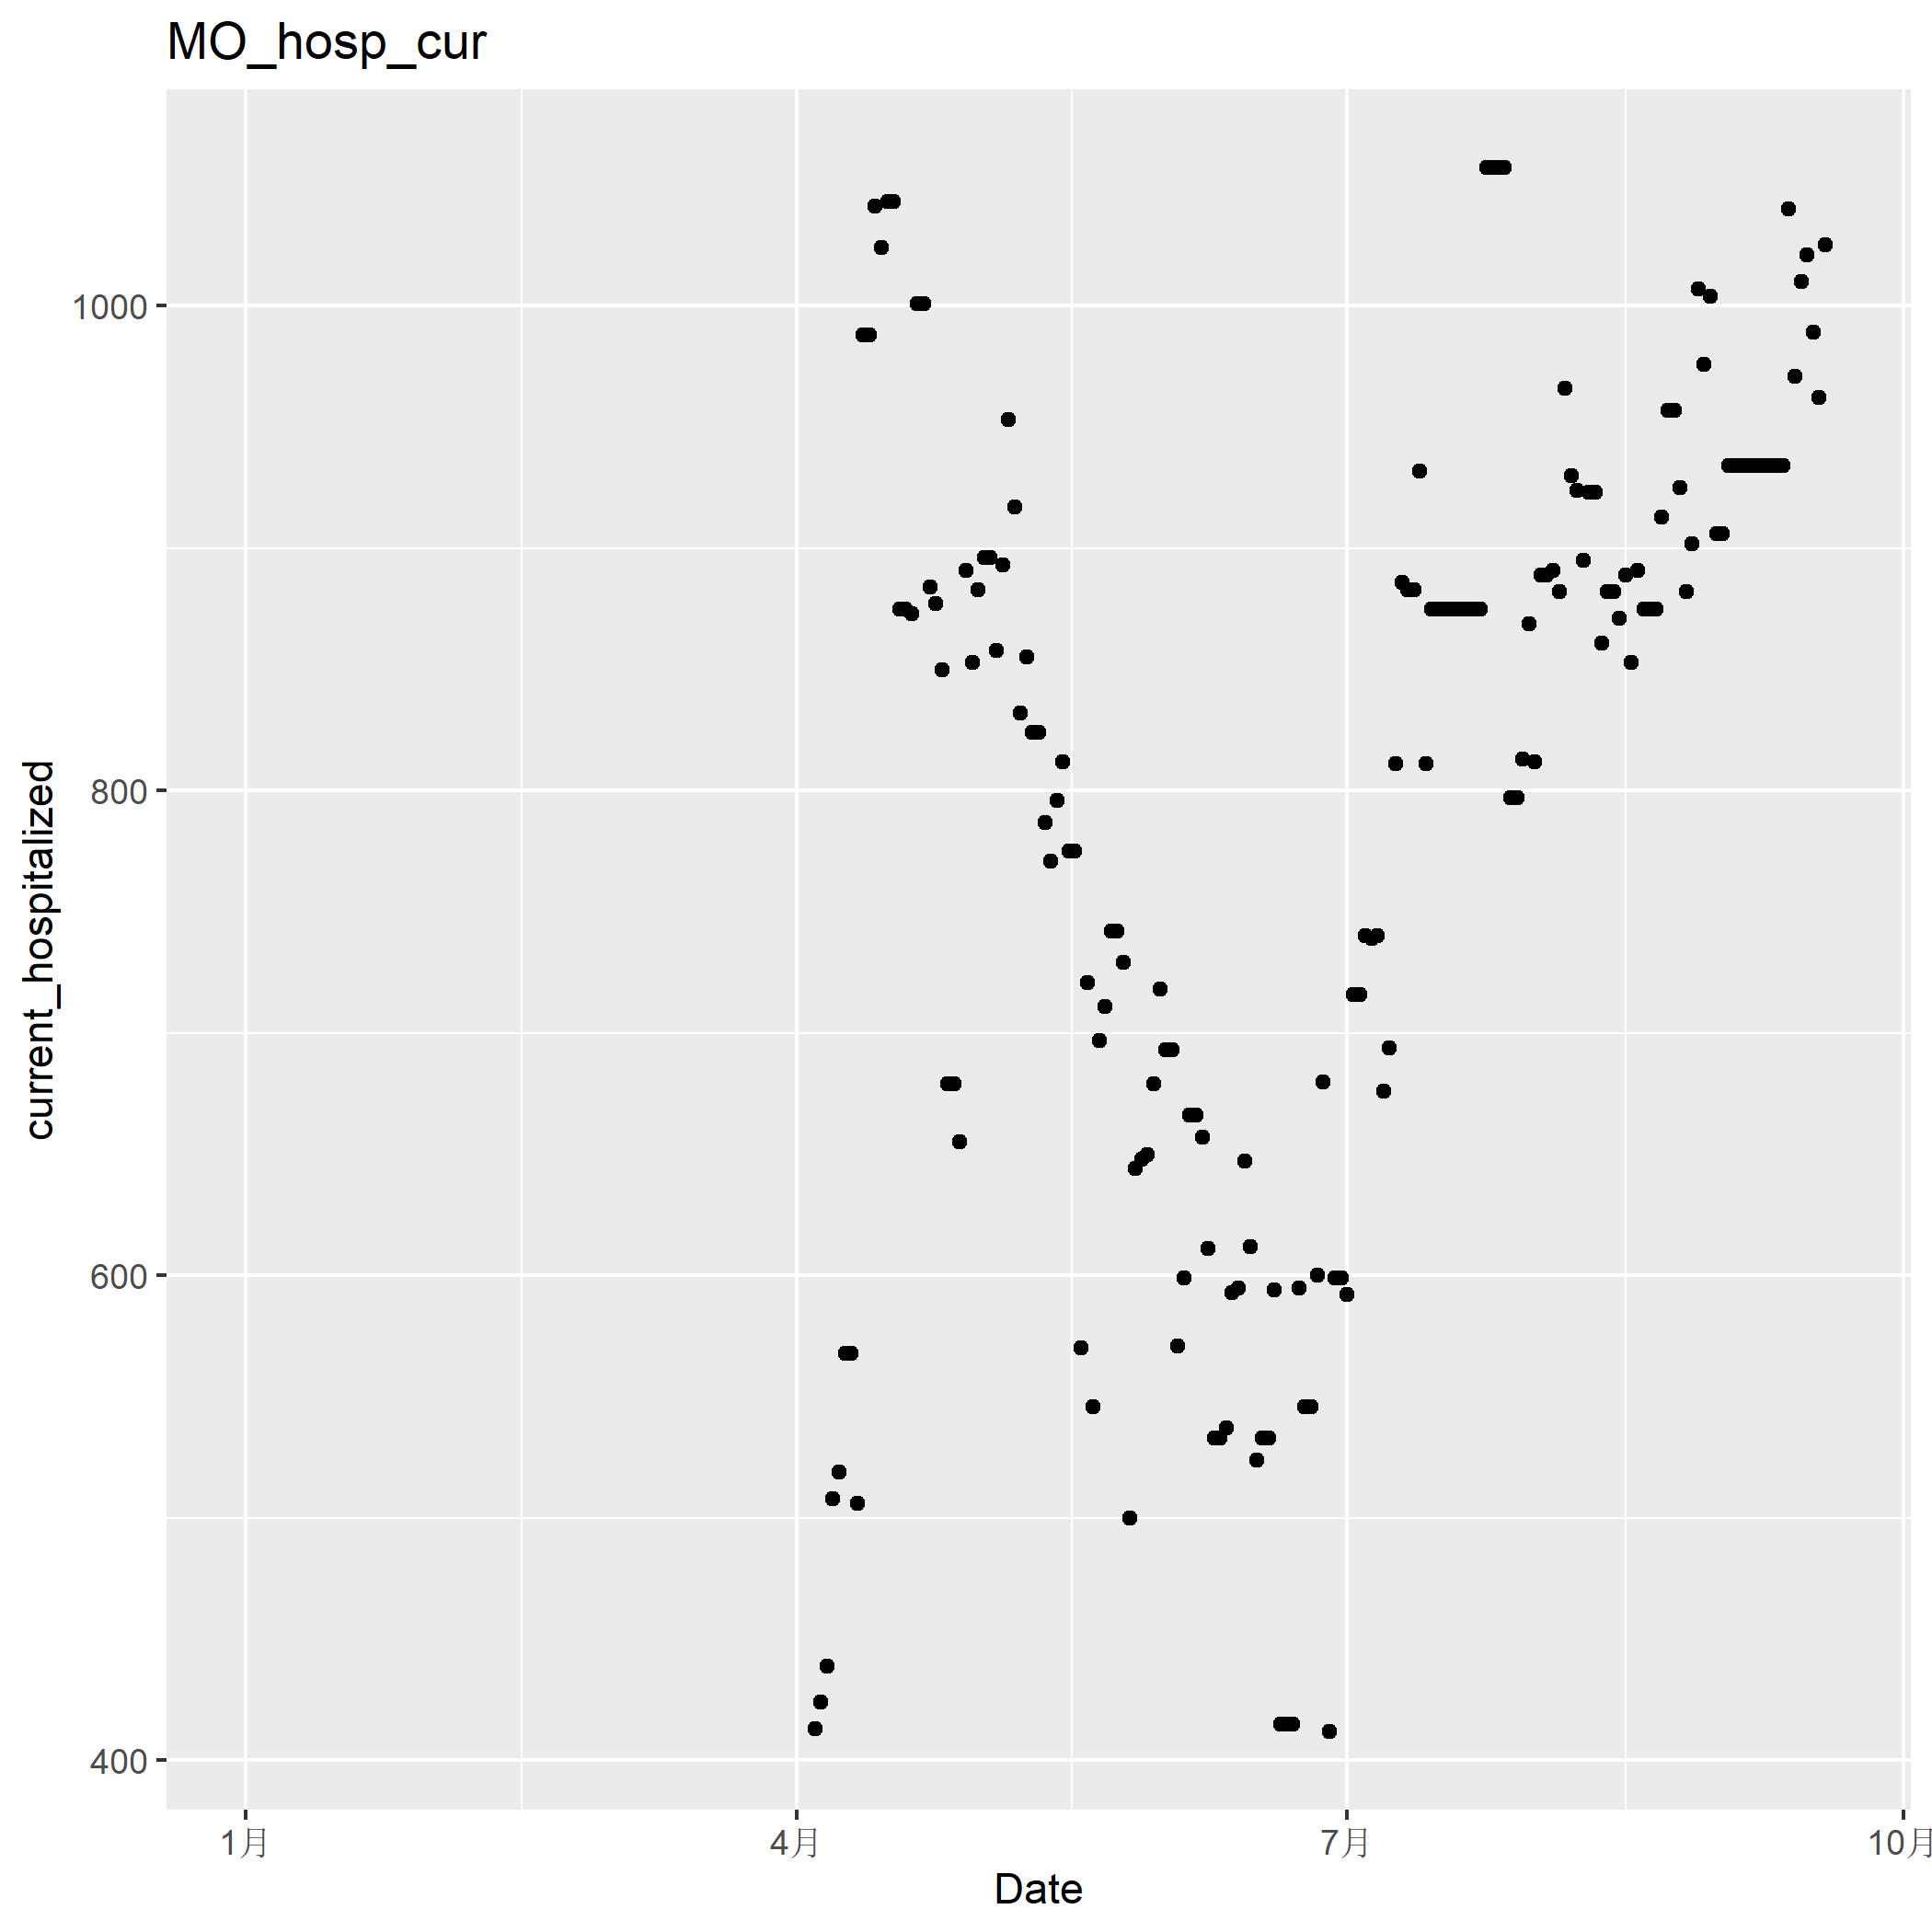 MO_hosp_cur
current_hospitalized
1000
800
600
400
1月 4月 7月 10月
Date